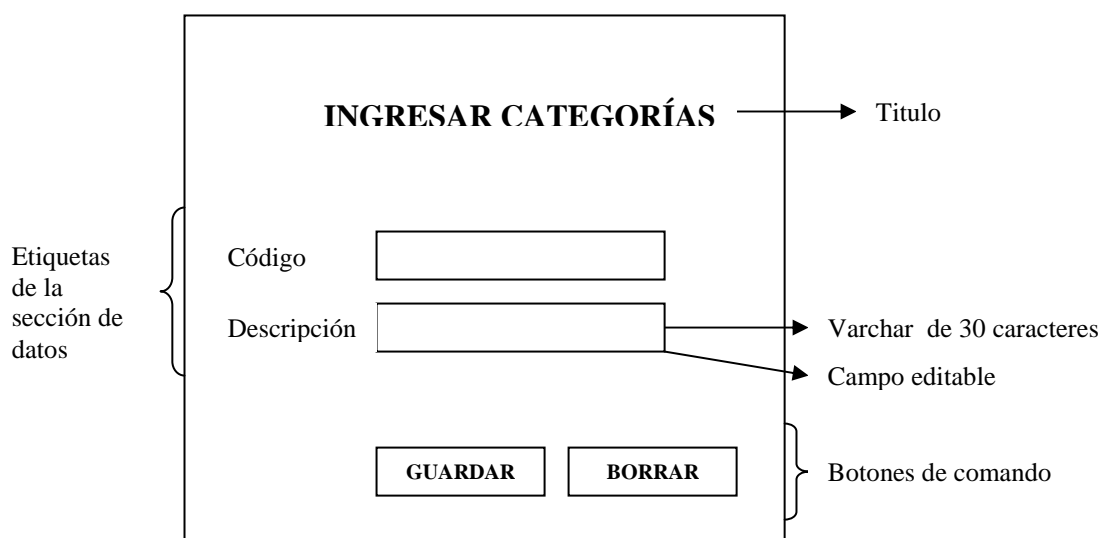 INGRESAR CATEGORÍAS
Titulo
Etiquetas
de la
sección de
datos
Código
Descripción
Varchar de 30 caracteres
Campo editable
GUARDAR
BORRAR
Botones de comando